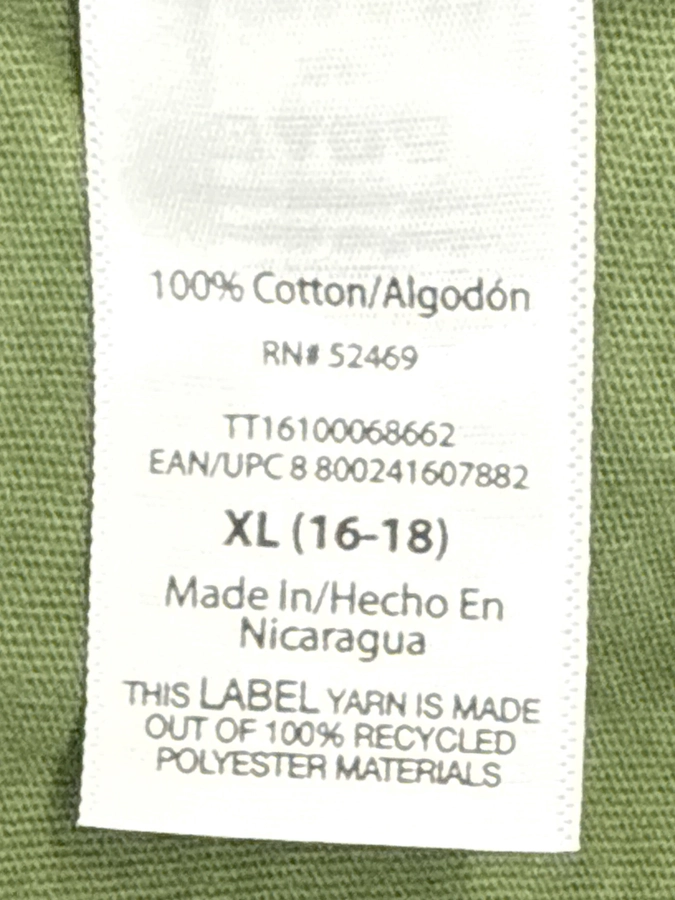 100% Cotton/Algodón
RN# 52469
TT16100068662
EAN/UPC 8 800241607882
XL (16-18)
Made In/Hecho En
Nicaragua
THIS LABEL YARN IS MADE
OUT OF 100% RECYCLED
POLYESTER MATERIALS